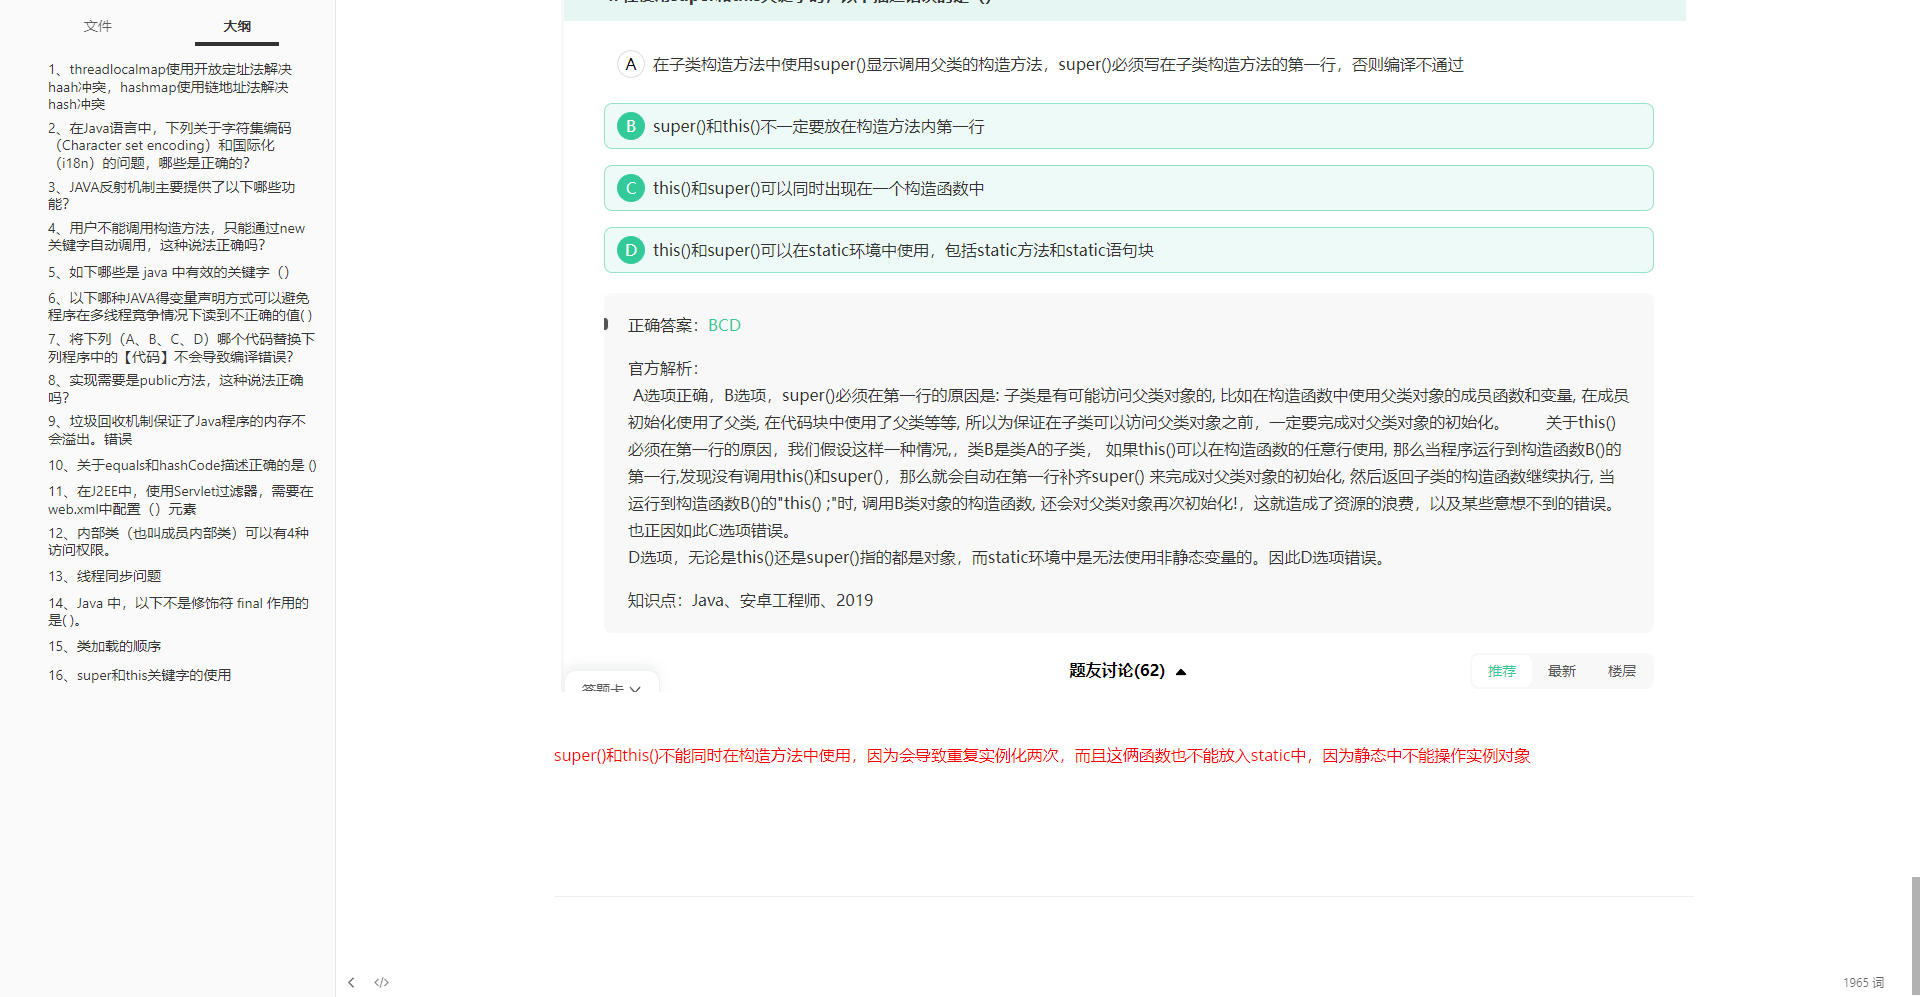 文件
大纲
1、threadlocalmap使用开放定址法解决
haah冲突，hashmap使用链地址法解决
hash冲突
2、在Java语言中，下列关于字符集编码
（Character set encoding）和国际化
（i18n）的问题，哪些是正确的？
3、JAVA反射机制主要提供了以下哪些功
能？
4、用户不能调用构造方法，只能通过new
关键字自动调用，这种说法正确吗？
5、如下哪些是 java 中有效的关键字（）
6、以下哪种JAVA得变量声明方式可以避免
程序在多线程竞争情况下读到不正确的值( )
7、将下列（A、B、C、D）哪个代码替换下
列程序中的【代码】不会导致编译错误？
8、实现需要是public方法，这种说法正确
吗？
9、垃圾回收机制保证了Java程序的内存不
会溢出。错误
10、关于equals和hashCode描述正确的是 ()
11、在J2EE中，使用Servlet过滤器，需要在
web.xml中配置（）元素
12、内部类（也叫成员内部类）可以有4种
访问权限。
13、线程同步问题
14、Java 中，以下不是修饰符 final 作用的
是( )。
15、类加载的顺序
16、super和this关键字的使用
A 在子类构造方法中使用super()显示调用父类的构造方法，super()必须写在子类构造方法的第一行，否则编译不通过
B super()和this()不一定要放在构造方法内第一行
C this()和super()可以同时出现在一个构造函数中
D this()和super()可以在static环境中使用，包括static方法和static语句块
正确答案：BCD
官方解析：
A选项正确，B选项，super()必须在第一行的原因是: 子类是有可能访问父类对象的, 比如在构造函数中使用父类对象的成员函数和变量, 在成员
初始化使用了父类, 在代码块中使用了父类等等, 所以为保证在子类可以访问父类对象之前，一定要完成对父类对象的初始化。 关于this()
必须在第一行的原因，我们假设这样一种情况,，类B是类A的子类， 如果this()可以在构造函数的任意行使用, 那么当程序运行到构造函数B()的
第一行,发现没有调用this()和super()，那么就会自动在第一行补齐super() 来完成对父类对象的初始化, 然后返回子类的构造函数继续执行, 当
运行到构造函数B()的"this() ;"时, 调用B类对象的构造函数, 还会对父类对象再次初始化!，这就造成了资源的浪费，以及某些意想不到的错误。
也正因如此C选项错误。
D选项，无论是this()还是super()指的都是对象，而static环境中是无法使用非静态变量的。因此D选项错误。
知识点：Java、安卓工程师、2019
题友讨论(62)
推荐
最新
楼层
答题卡
super()和this()不能同时在构造方法中使用，因为会导致重复实例化两次，而且这俩函数也不能放入static中，因为静态中不能操作实例对象
</>
1965 词